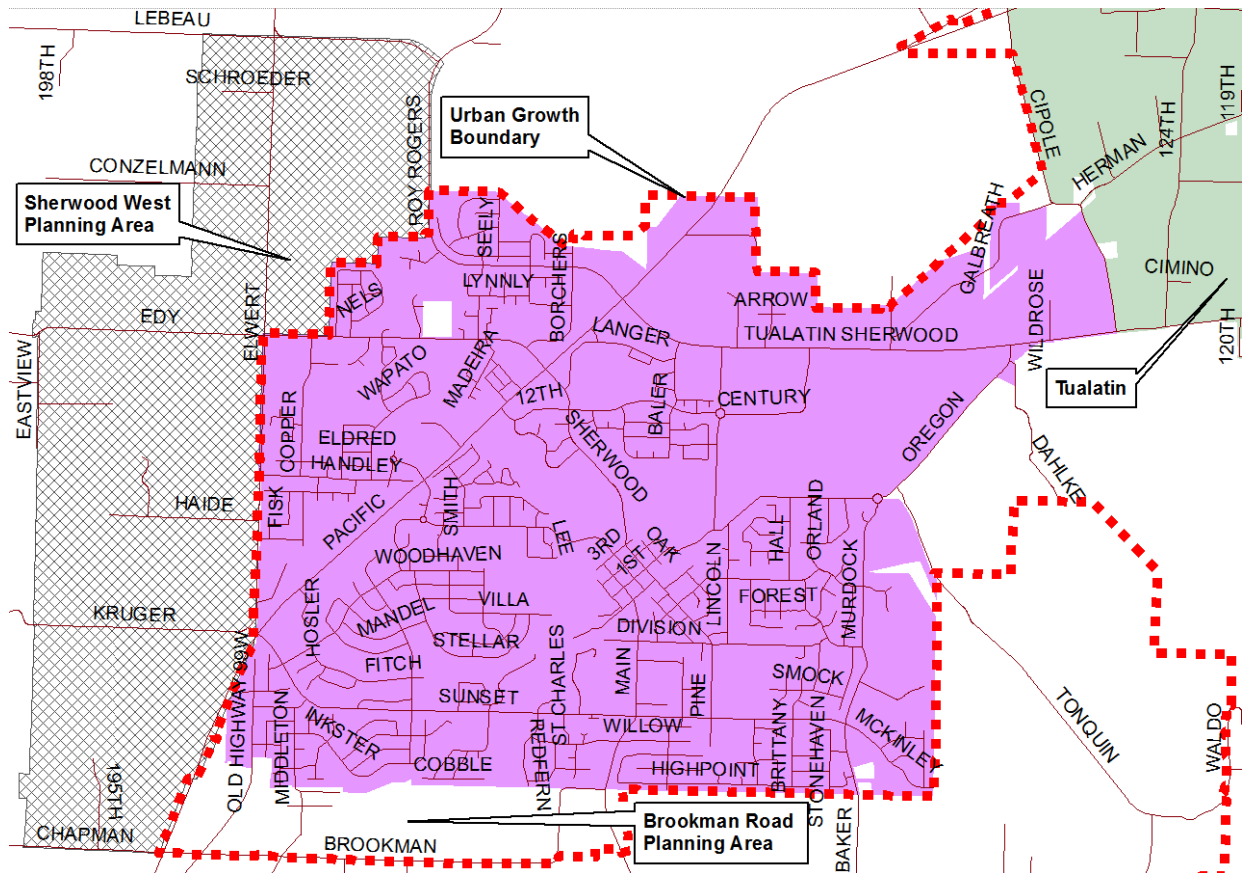 LEBEAU
198TH
SCHROEDER
ROY ROGERS
Urban Growth
Boundary
CIPOLE
124TH
119TH
HERMAN
CONZELMANN
Sherwood West
Planning Area
SEELY
BORCHERS
GALBREATH
CIMINO
LYNNLY
NELS
ARROW
WILDROSE
EDY
ELWERT
LANGER
TUALATIN SHERWOOD
120TH
EASTVIEW
WAPATO
MADEIRA
Tualatin
12TH
BALER
CENTURY
COPPER
SHERWOOD
OREGON
ELDRED
HANDLEY
DAHLKE
HAIDE
FISK
PACIFIC
SMITH
ORLAND
HALL
LEE
3RD
OAK
1ST
WOODHAVEN
LINCOLN
MURDOCK
FOREST
KRUGER
HOSLER
MANDEL
VILLA
DIVISION
STELLAR
FITCH
ST CHARLES
MAIN
PINE
SMOCK
OLD HIGHWAY 99W
MIDDLETON
SUNSET
WILLOW
BRITTANY
STONEHAVEN
MCKINLEY
TONQUIN
WALDO
INKSTER
REDFERN
COBBLE
HIGHPOINT
195TH
CHAPMAN
BROOKMAN
Brookman Road
Planning Area
BAKER